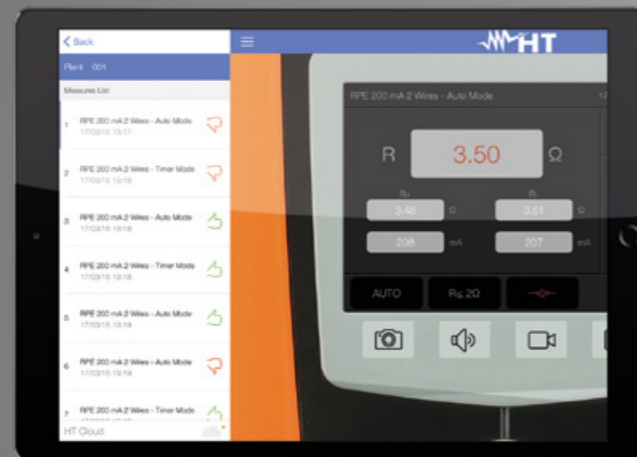 Back
HT
Plant 001
Measures List
1 RPE 200 mA 2 Wires - Auto Mode
17/03/15 19:17
2 RPE 200 mA 2 Wires - Timer Mode
17/03/15 19:18
3 RPE 200 mA 2 Wires - Auto Mode
17/03/15 19:18
4 RPE 200 mA 2 Wires - Timer Mode
17/03/15 19:18
5 RPE 200 mA 2 Wires - Auto Mode
17/03/15 19:19
6 RPE 200 mA 2 Wires - Auto Mode
17/03/15 19:19
7 RPE 200 mA 2 Wires - Timer Mode
HT Cloud
RPE 200 mA 2 Wires - Auto Mode 17
R 3.50 Ω
R+ R-
3.48 Ω 3.51 Ω
208 mA 207 mA
AUTO R≤ 2Ω